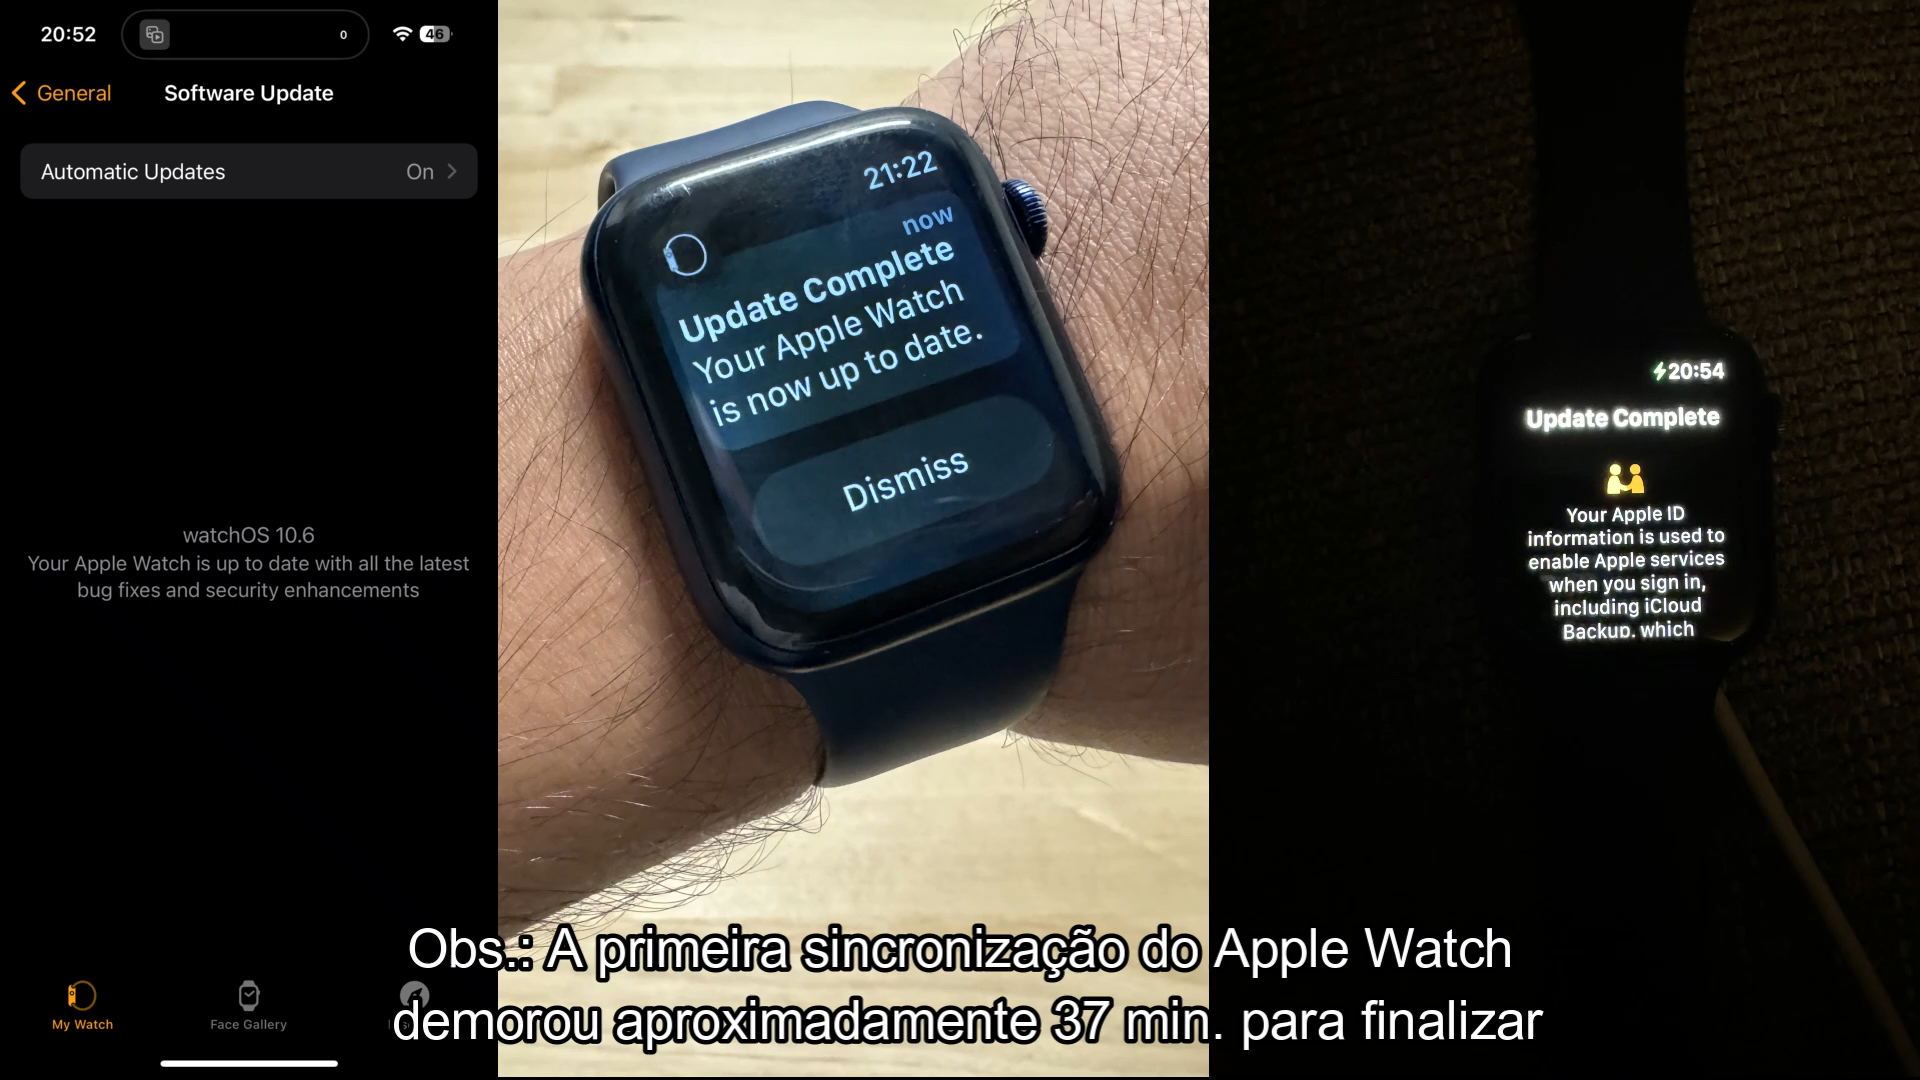 20:52
0
46
General
Software Update
Automatic Updates
On
watchOS 10.6
Your Apple Watch is up to date with all the latest
bug fixes and security enhancements
My Watch
Face Gallery
21:22
now
Update Complete
Your Apple Watch
is now up to date.
Dismiss
20:54
Update Complete
Your Apple ID
information is used to
enable Apple services
when you sign in,
including iCloud
Backup, which
Obs.: A primeira sincronização do Apple Watch
demorou aproximadamente 37 min. para finalizar